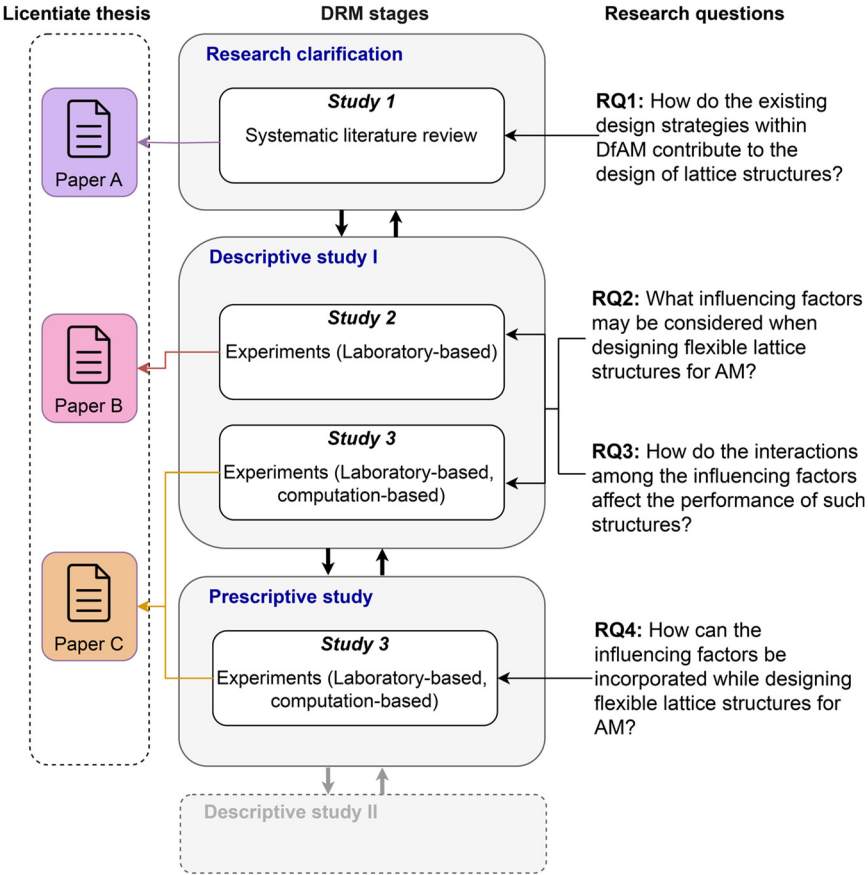 Licentiate thesis
DRM stages
Research questions
Research clarification
Study 1
Systematic literature review
Paper A
RQ1: How do the existing
design strategies within
DfAM contribute to the
design of lattice structures?
Descriptive study I
Study 2
Experiments (Laboratory-based)
Paper B
RQ2: What influencing factors
may be considered when
designing flexible lattice
structures for AM?
Study 3
Experiments (Laboratory-based,
computation-based)
RQ3: How do the interactions
among the influencing factors
affect the performance of such
structures?
Paper C
Prescriptive study
Study 3
Experiments (Laboratory-based,
computation-based)
RQ4: How can the
influencing factors be
incorporated while designing
flexible lattice structures for
AM?
Descriptive study II